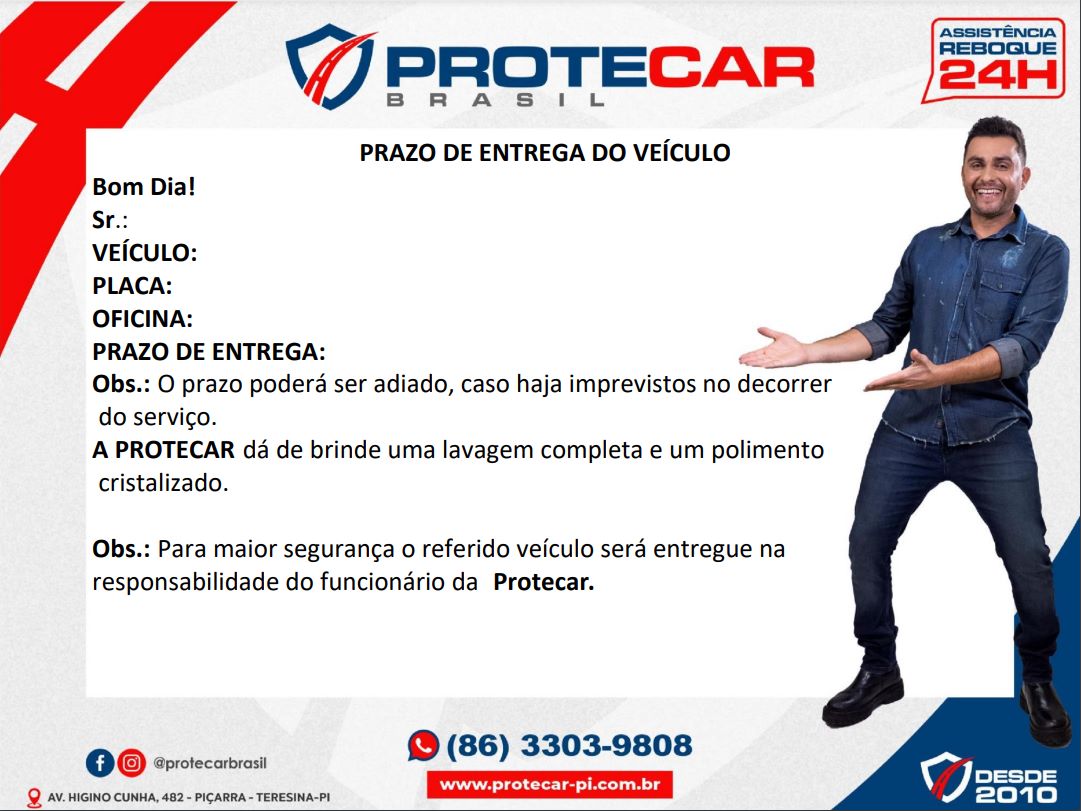 PROTECAR
BRASIL
ASSISTÊNCIA
REBOQUE
24H
PRAZO DE ENTREGA DO VEÍCULO
Bom Dia!
Sr.:
VEÍCULO:
PLACA:
OFICINA:
PRAZO DE ENTREGA:
Obs.: O prazo poderá ser adiado, caso haja imprevistos no decorrer
do serviço.
A PROTECAR dá de brinde uma lavagem completa e um polimento
cristalizado.
Obs.: Para maior segurança o referido veículo será entregue na
responsabilidade do funcionário da Protecar.
(86) 3303-9808
@protecarbrasil
www.protecar-pi.com.br
AV. HIGINO CUNHA, 482 - PIÇARRA - TERESINA-PI
DESDE
2010